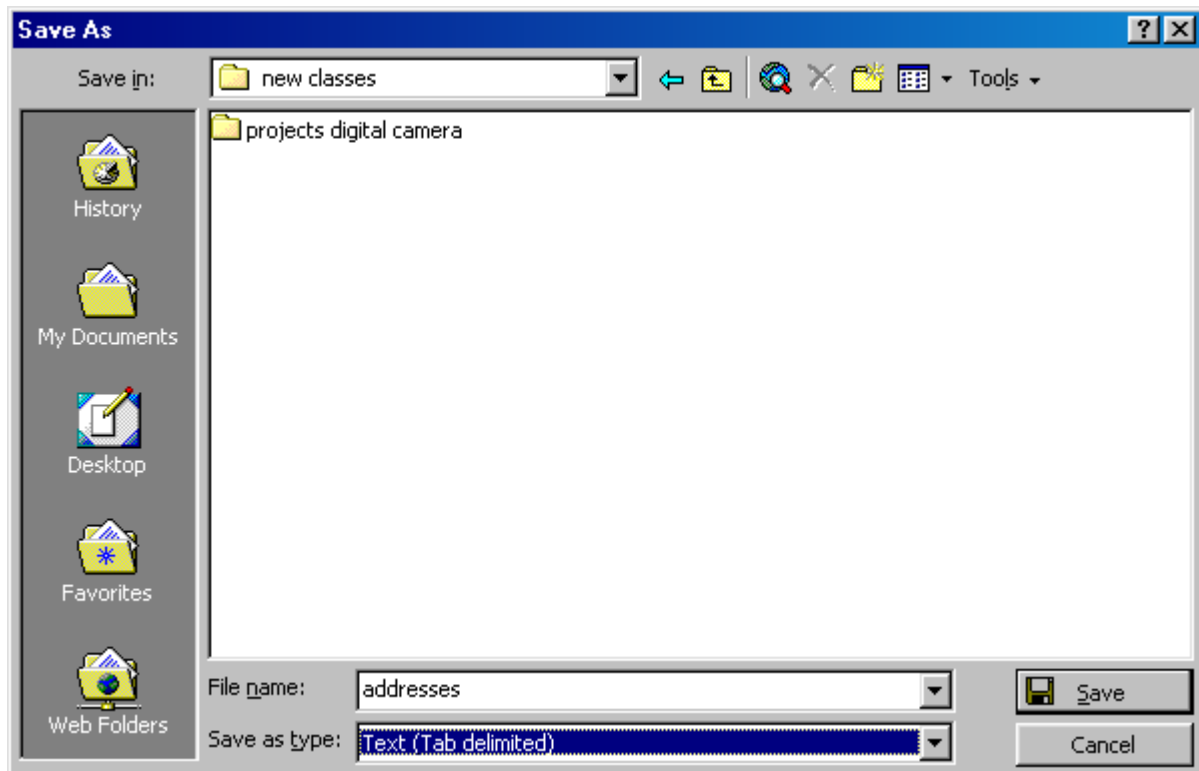 Save As
Save in:
new classes
Tools
projects digital camera
History
My Documents
Desktop
Favorites
Web Folders
File name:
addresses
Save
Save as type:
Text (Tab delimited)
Cancel